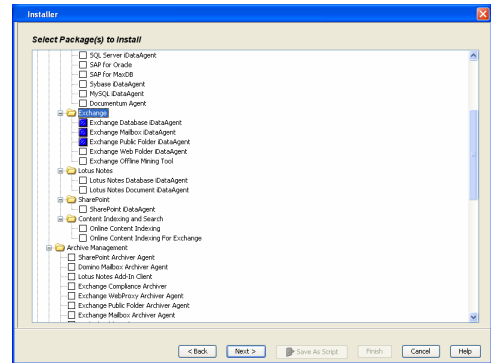 Installer
Select Package(s) to install
SQL Server iDataAgent
SAP for Oracle
SAP for MaxDB
Sybase iDataAgent
MySQL iDataAgent
Documentum Agent
Exchange
Exchange Database iDataAgent
Exchange Mailbox iDataAgent
Exchange Public Folder iDataAgent
Exchange Web Folder iDataAgent
Exchange Offline Mining Tool
Lotus Notes
Lotus Notes Database iDataAgent
Lotus Notes Document iDataAgent
SharePoint
SharePoint iDataAgent
Content Indexing and Search
Online Content Indexing
Online Content Indexing For Exchange
Archive Management
SharePoint Archiver Agent
Domino Mailbox Archiver Agent
Lotus Notes Add-In Client
Exchange Compliance Archiver
Exchange WebProxy Archiver Agent
Exchange Public Folder Archiver Agent
Exchange Mailbox Archiver Agent
< Back Next > Save As Script Finish Cancel Help